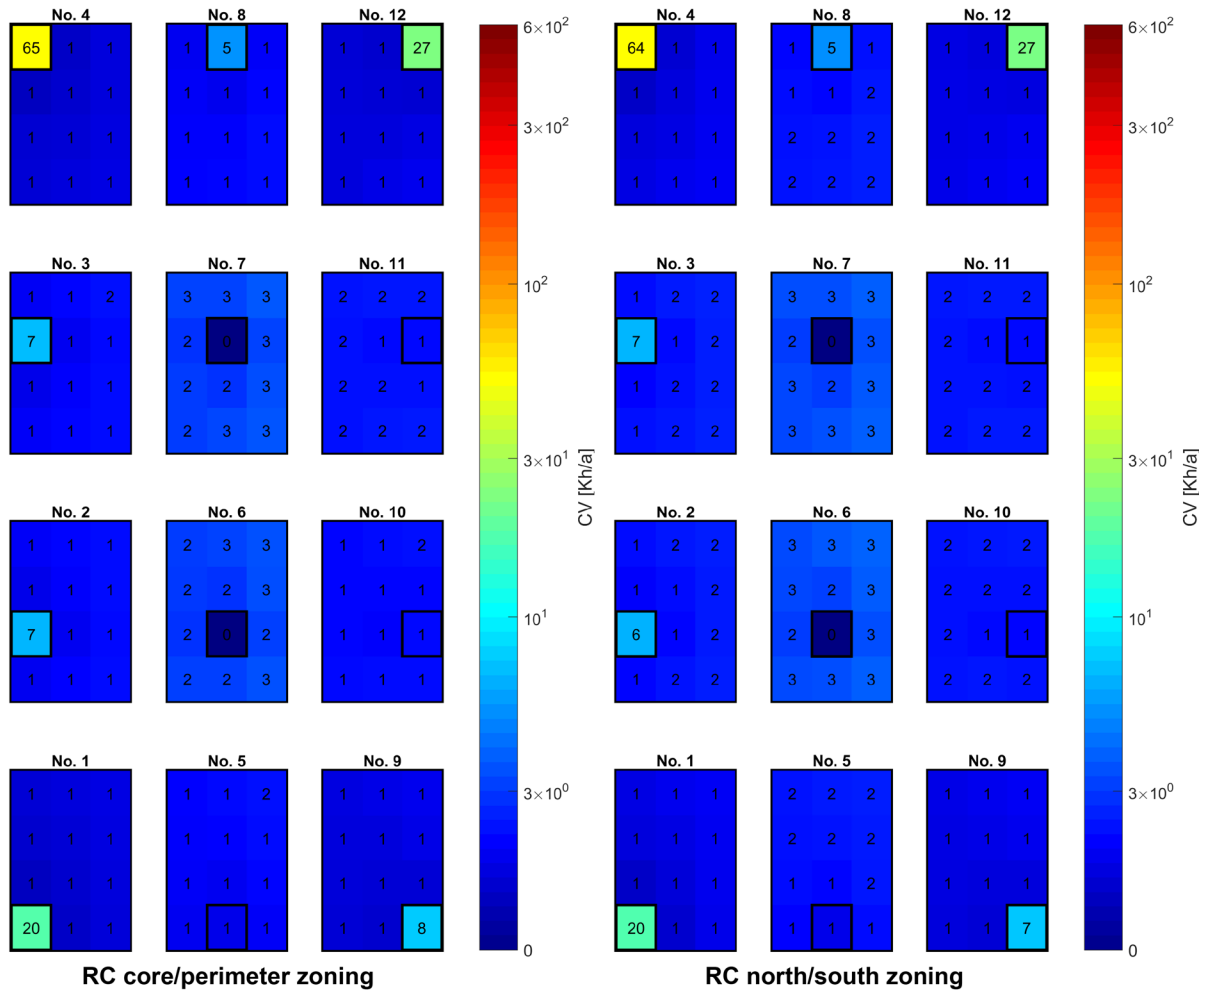 No. 4 No. 8 No. 12
65 1 1 1 5 1 1 1 27
1 1 1 1 1 1 1 1 1
1 1 1 1 1 1 1 1 1
1 1 1 1 1 1 1 1 1
No. 3 No. 7 No. 11
1 1 2 3 3 3 2 2 2
7 1 1 2 0 3 2 1 1
1 1 1 2 2 3 2 2 1
1 1 1 2 3 3 2 2 2
No. 2 No. 6 No. 10
1 1 1 2 3 3 1 1 2
1 1 1 2 2 3 1 1 1
7 1 1 2 0 2 1 1 1
1 1 1 2 2 3 1 1 1
No. 1 No. 5 No. 9
1 1 1 1 1 2 1 1 1
1 1 1 1 1 1 1 1 1
1 1 1 1 1 1 1 1 1
20 1 1 1 1 1 1 1 8
RC core/perimeter zoning
6×10²
3×10²
10²
3×10¹
10¹
3×10⁰
0
CV [Kh/a]
No. 4 No. 8 No. 12
64 1 1 1 5 1 1 1 27
1 1 1 1 1 2 1 1 1
1 1 1 2 2 2 1 1 1
1 1 1 2 2 2 1 1 1
No. 3 No. 7 No. 11
1 2 2 3 3 3 2 2 2
7 1 2 2 0 3 2 1 1
1 2 2 3 2 3 2 2 2
1 2 2 3 3 3 2 2 2
No. 2 No. 6 No. 10
1 2 2 3 3 3 2 2 2
1 1 2 3 2 3 2 2 2
6 1 2 2 0 3 2 1 1
1 2 2 3 3 3 2 2 2
No. 1 No. 5 No. 9
1 1 1 2 2 2 1 1 1
1 1 1 2 2 2 1 1 1
1 1 1 1 1 2 1 1 1
20 1 1 1 1 1 1 1 7
RC north/south zoning
6×10²
3×10²
10²
3×10¹
10¹
3×10⁰
0
CV [Kh/a]